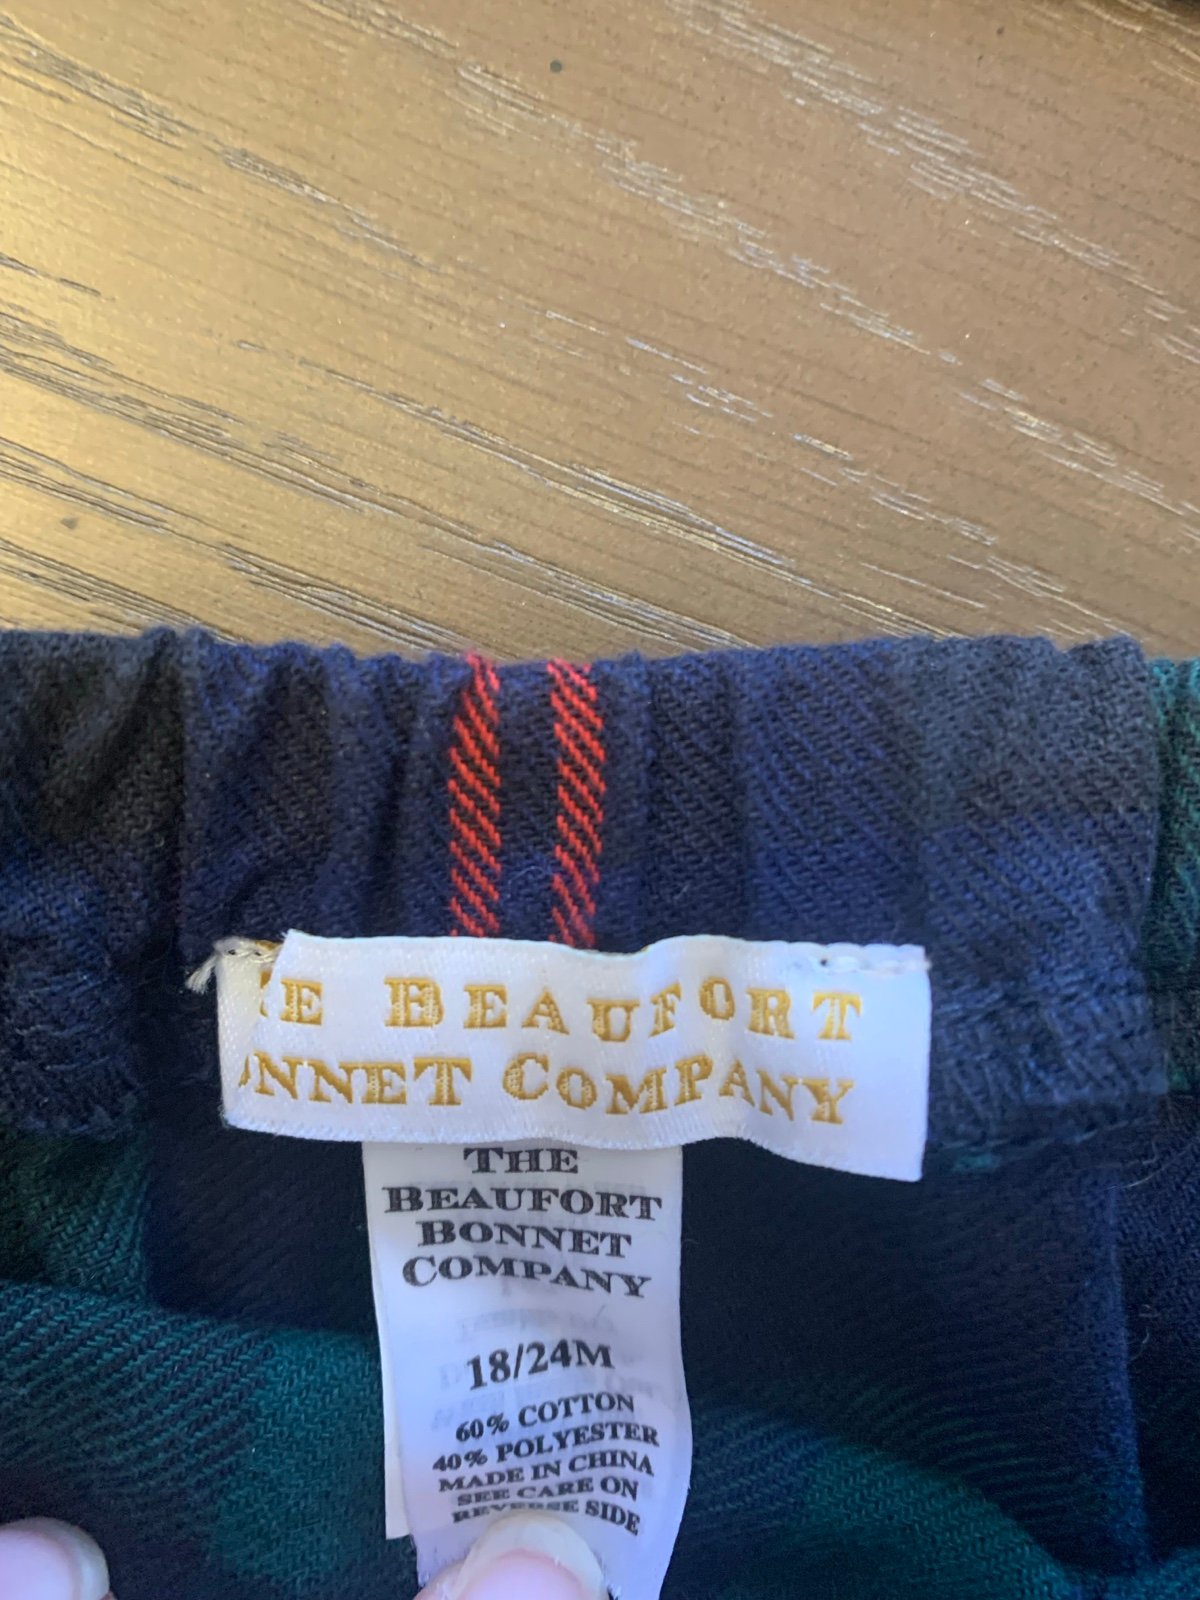 E BEAUFORT
ONNET COMPANY
THE
BEAUFORT
BONNET
COMPANY
18/24M
60% COTTON
40% POLYESTER
MADE IN CHINA
SEE CARE ON
REVERSE SIDE